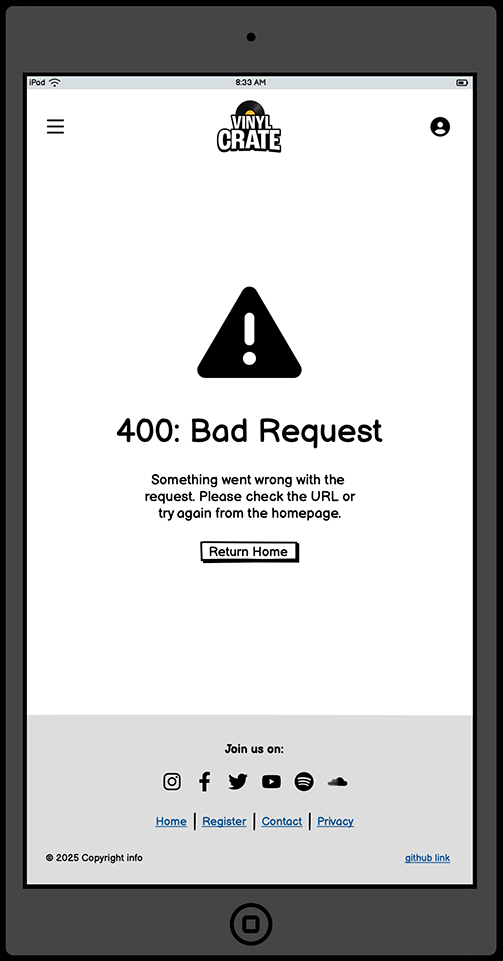 iPad
8:33 AM
VINYL
CRATE
400: Bad Request
Something went wrong with the
request. Please check the URL or
try again from the homepage.
Return Home
Join us on:
Home | Register | Contact | Privacy
© 2025 Copyright info
github link